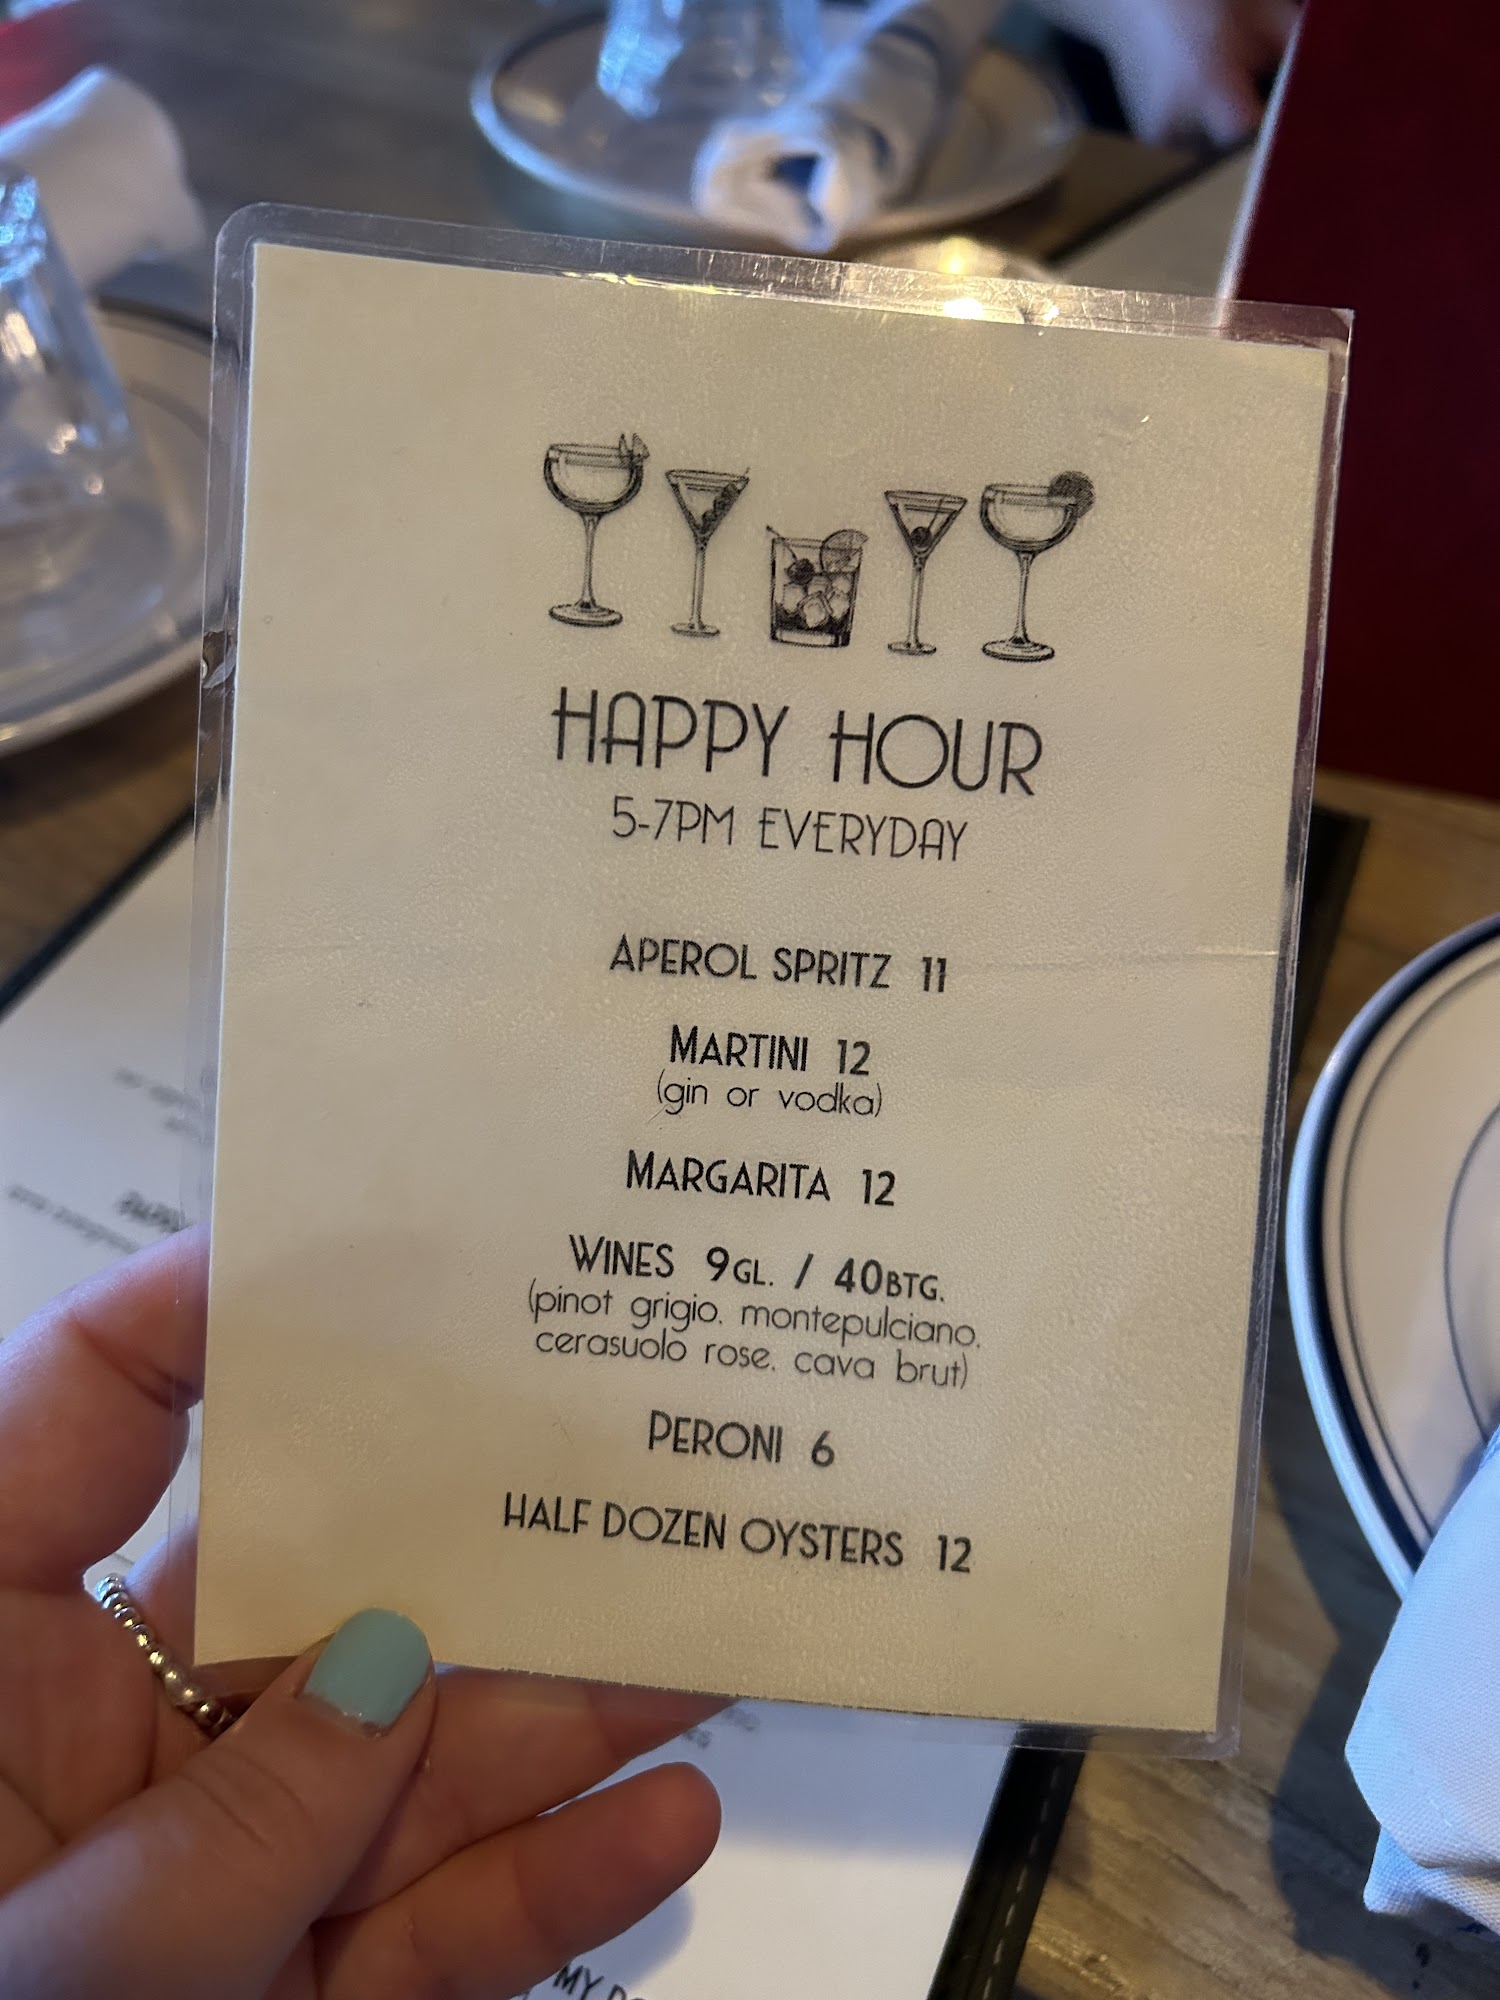 HAPPY HOUR
5-7PM EVERYDAY
APEROL SPRITZ 11
MARTINI 12
(gin or vodka)
MARGARITA 12
WINES 9GL. / 40BTG.
(pinot grigio, montepulciano,
cerasuolo rose, cava brut)
PERONI 6
HALF DOZEN OYSTERS 12
MY